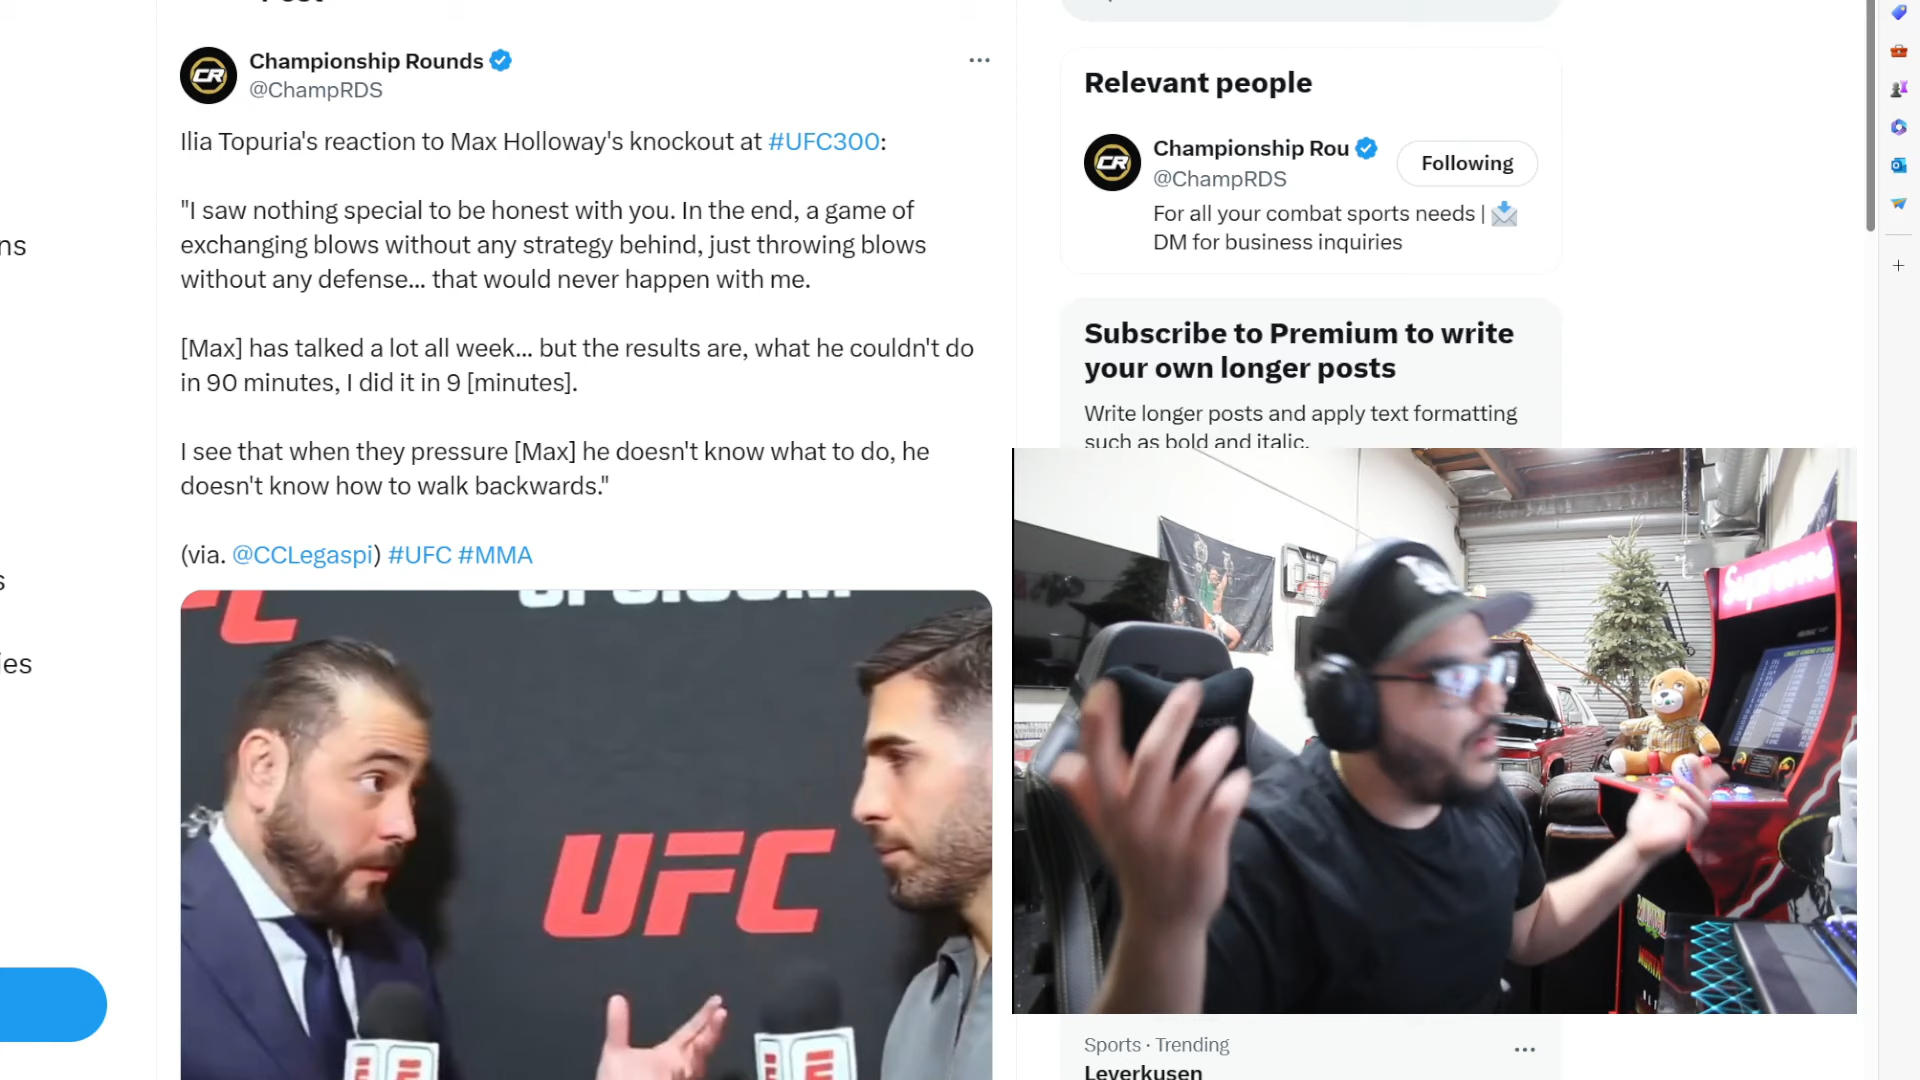 Championship Rounds
@ChampRDS
Ilia Topuria's reaction to Max Holloway's knockout at #UFC300:
"I saw nothing special to be honest with you. In the end, a game of
exchanging blows without any strategy behind, just throwing blows
without any defense... that would never happen with me.
[Max] has talked a lot all week... but the results are, what he couldn't do
in 90 minutes, I did it in 9 [minutes].
I see that when they pressure [Max] he doesn't know what to do, he
doesn't know how to walk backwards."
(via. @CCLegaspi) #UFC #MMA
UFC
CR
Relevant people
CR
Championship Rou
Following
@ChampRDS
For all your combat sports needs |
DM for business inquiries
Subscribe to Premium to write
your own longer posts
Write longer posts and apply text formatting
such as bold and italic.
Supreme
Sports · Trending
Leverkusen
ns
ies